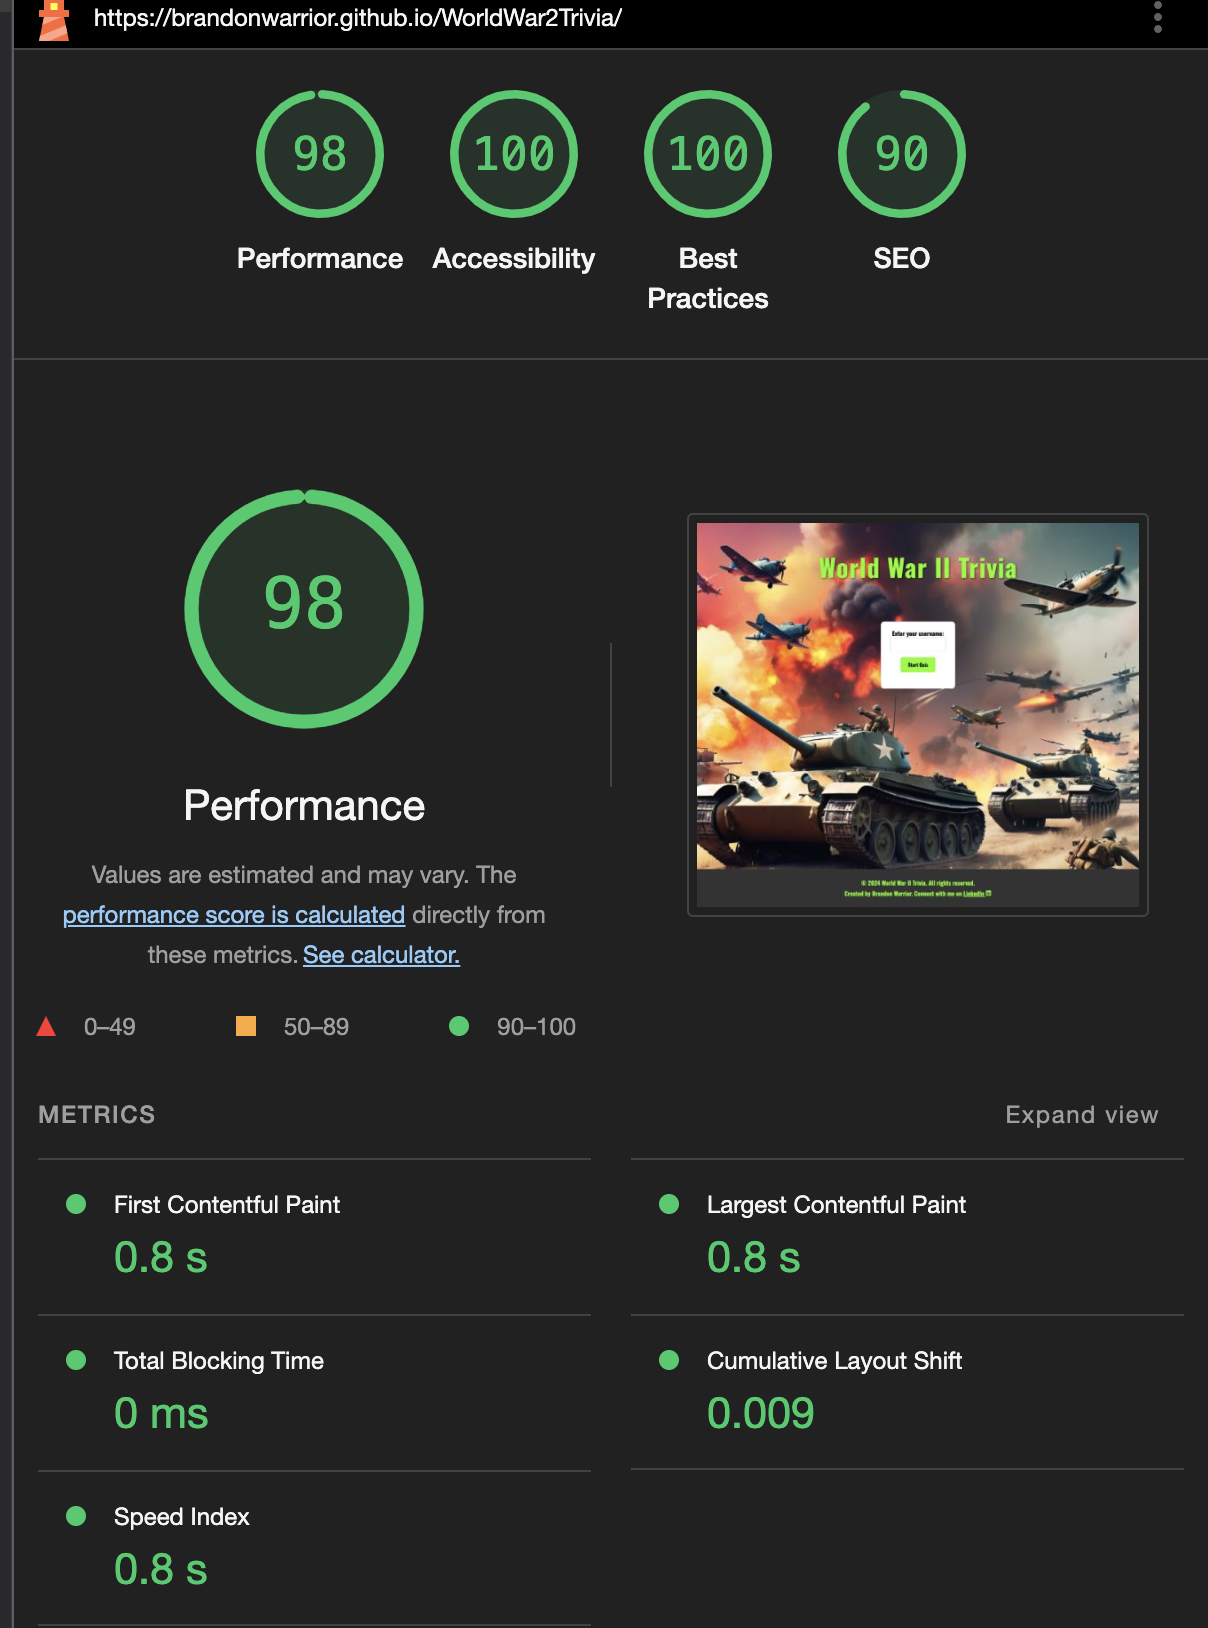 https://brandonwarrior.github.io/WorldWar2Trivia/
98
100
100
90
Performance
Accessibility
Best
Practices
SEO
98
Performance
Values are estimated and may vary. The
performance score is calculated directly from
these metrics. See calculator.
World War II Trivia
Enter your username:
Start Quiz
© 2024 World War II Trivia. All rights reserved.
Created by Brandon Warrior. Connect with me on LinkedIn
0–49
50–89
90–100
METRICS
Expand view
First Contentful Paint
0.8 s
Largest Contentful Paint
0.8 s
Total Blocking Time
0 ms
Cumulative Layout Shift
0.009
Speed Index
0.8 s